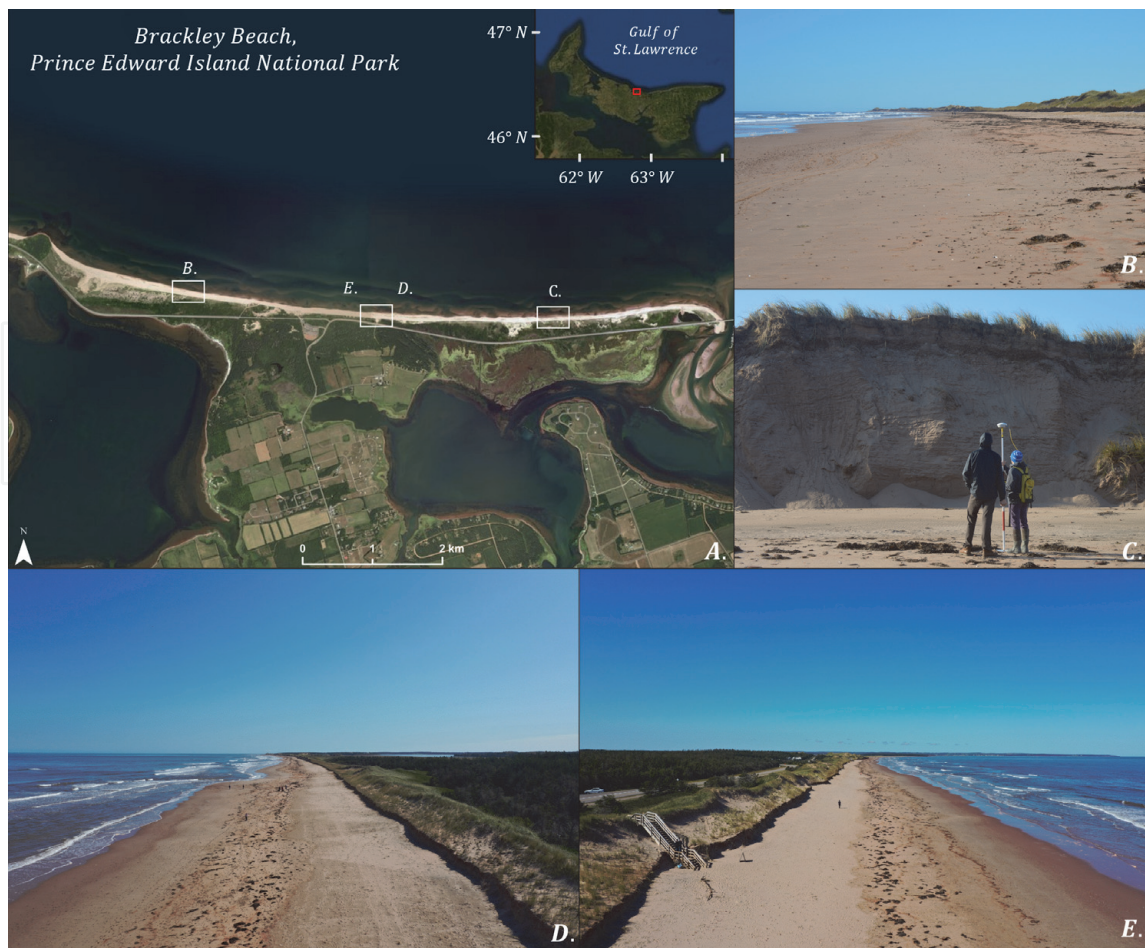 Brackley Beach,
Prince Edward Island National Park
47° N
Gulf of
St. Lawrence
46° N
62° W
63° W
B.
E.
D.
C.
N
0
1
2 km
A.
B.
C.
D.
E.